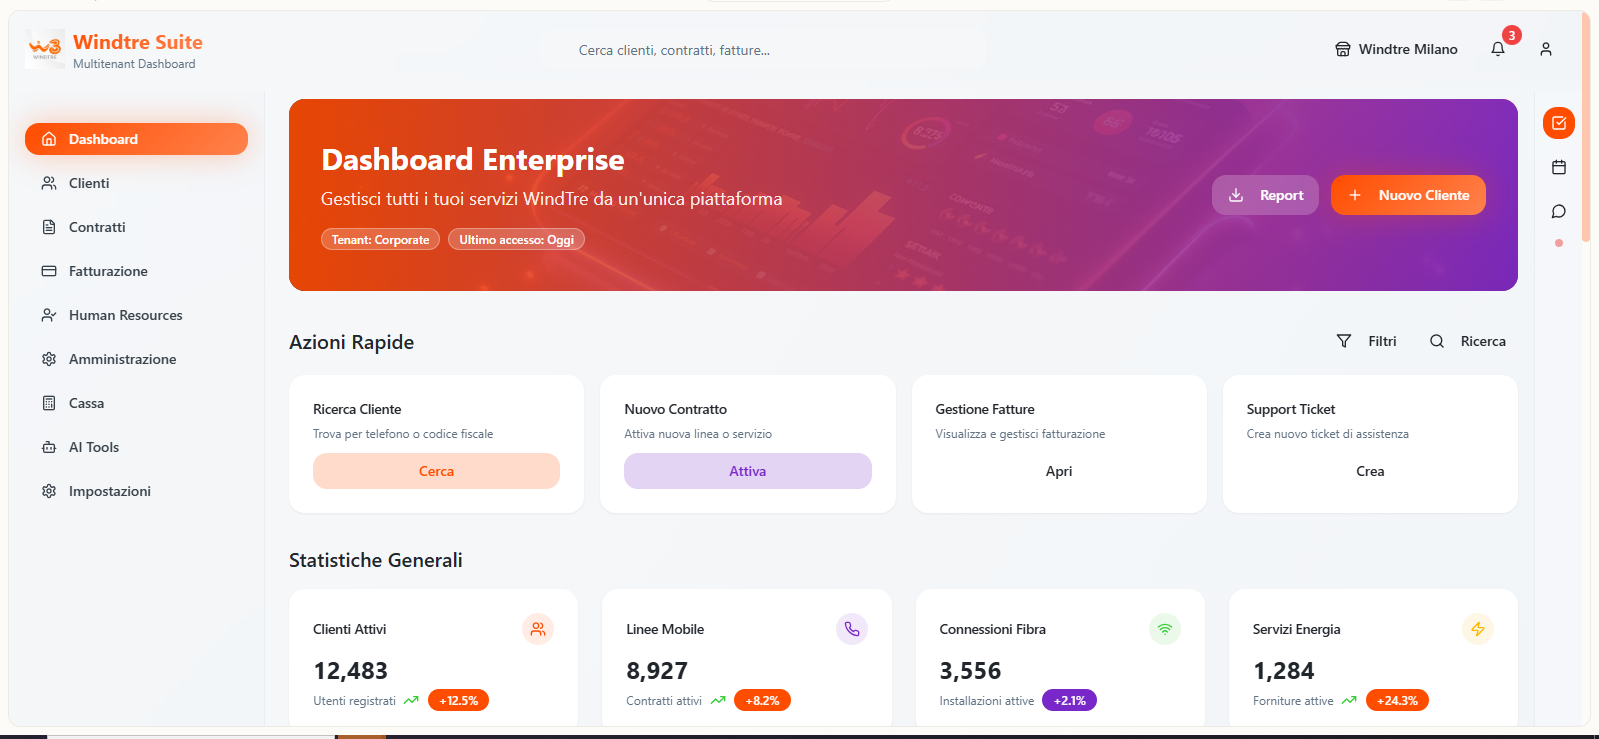 Windtre Suite
Multitenant Dashboard
WINDTRE
Cerca clienti, contratti, fatture...
Windtre Milano
3
Dashboard
Clienti
Contratti
Fatturazione
Human Resources
Amministrazione
Cassa
AI Tools
Impostazioni
Dashboard Enterprise
Gestisci tutti i tuoi servizi WindTre da un'unica piattaforma
Tenant: Corporate
Ultimo accesso: Oggi
Report
Nuovo Cliente
Azioni Rapide
Filtri
Ricerca
Ricerca Cliente
Trova per telefono o codice fiscale
Cerca
Nuovo Contratto
Attiva nuova linea o servizio
Attiva
Gestione Fatture
Visualizza e gestisci fatturazione
Apri
Support Ticket
Crea nuovo ticket di assistenza
Crea
Statistiche Generali
Clienti Attivi
12,483
Utenti registrati
+12.5%
Linee Mobile
8,927
Contratti attivi
+8.2%
Connessioni Fibra
3,556
Installazioni attive
+2.1%
Servizi Energia
1,284
Forniture attive
+24.3%